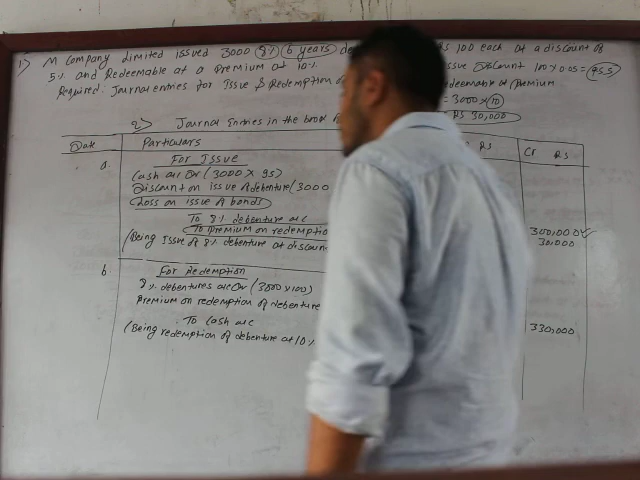 1) M Company Limited issued 3000 8% 6 years de Rs 100 each at a discount of
5% and Redeemable at a Premium at 10%. ssue Discount 100 x 0.05 = 95.5
Required: Journal entries for Issue & Redemption o deemable at Premium
= 3000 x 10
Rs 30,000
2) Journal Entries in the book
Date Particulars Rs Cr Rs
a. For Issue
Cash a/c Dr (3000 x 95)
Discount on issue of debenture (3000
Loss on issue of bonds
To 8% debenture a/c 300,000
To Premium on redemptio 30,000
(Being Issue of 8% debenture at discoun
b. For Redemption
8% debentures a/c Dr (3000 x 100)
Premium on redemption of debenture
To Cash a/c 330,000
(Being redemption of debenture at 10%